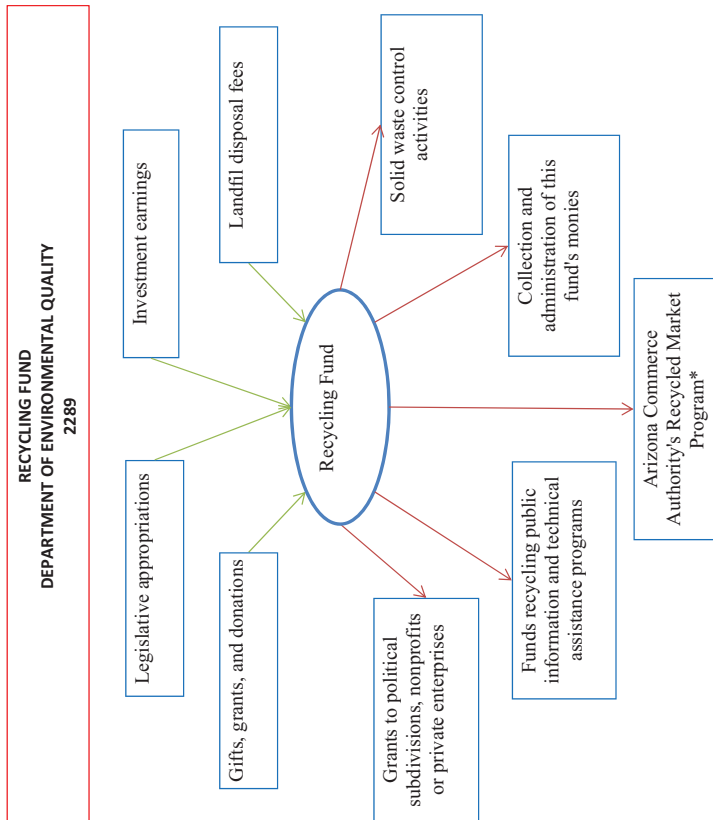 RECYCLING FUND
DEPARTMENT OF ENVIRONMENTAL QUALITY
2289
Legislative appropriations
Investment earnings
Gifts, grants, and donations
Landfil disposal fees
Recycling Fund
Grants to political
subdivisions, nonprofits
or private enterprises
Solid waste control
activities
Funds recycling public
information and technical
assistance programs
Collection and
administration of this
fund's monies
Arizona Commerce
Authority's Recycled Market
Program*